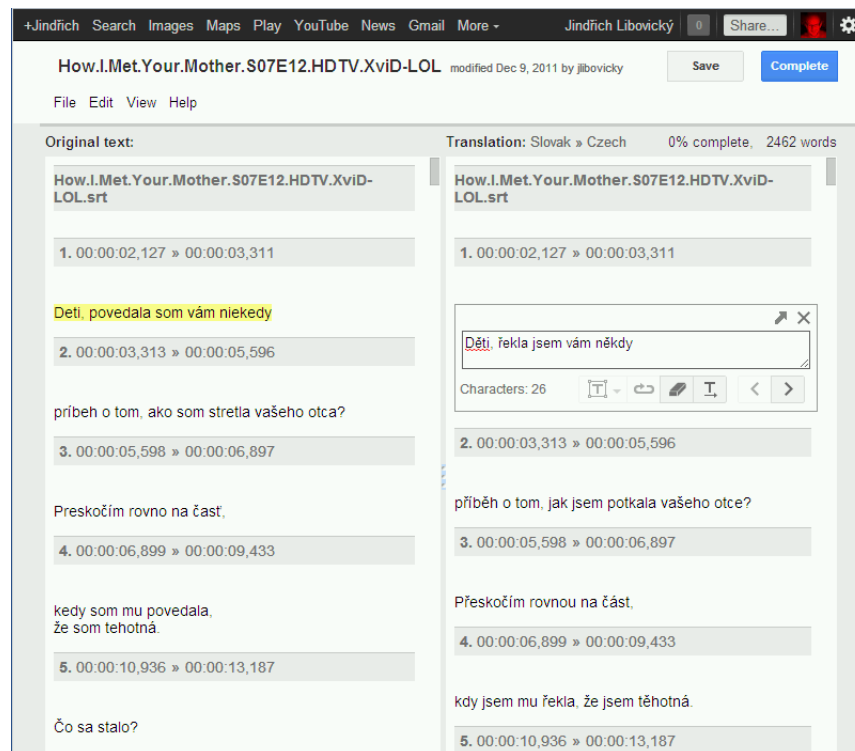 +Jindřich Search Images Maps Play YouTube News Gmail More Jindřich Libovický 0 Share...
How.I.Met.Your.Mother.S07E12.HDTV.XviD-LOL modified Dec 9, 2011 by jlibovicky Save Complete
File Edit View Help
Original text:
How.I.Met.Your.Mother.S07E12.HDTV.XviD-
LOL.srt
1. 00:00:02,127 » 00:00:03,311
Deti, povedala som vám niekedy
2. 00:00:03,313 » 00:00:05,596
príbeh o tom, ako som stretla vašeho otca?
3. 00:00:05,598 » 00:00:06,897
Preskočím rovno na časť,
4. 00:00:06,899 » 00:00:09,433
kedy som mu povedala,
že som tehotná.
5. 00:00:10,936 » 00:00:13,187
Čo sa stalo?
Translation: Slovak » Czech 0% complete, 2462 words
How.I.Met.Your.Mother.S07E12.HDTV.XviD-
LOL.srt
1. 00:00:02,127 » 00:00:03,311
Děti, řekla jsem vám někdy
Characters: 26
2. 00:00:03,313 » 00:00:05,596
příběh o tom, jak jsem potkala vašeho otce?
3. 00:00:05,598 » 00:00:06,897
Přeskočím rovnou na část,
4. 00:00:06,899 » 00:00:09,433
kdy jsem mu řekla, že jsem těhotná.
5. 00:00:10,936 » 00:00:13,187